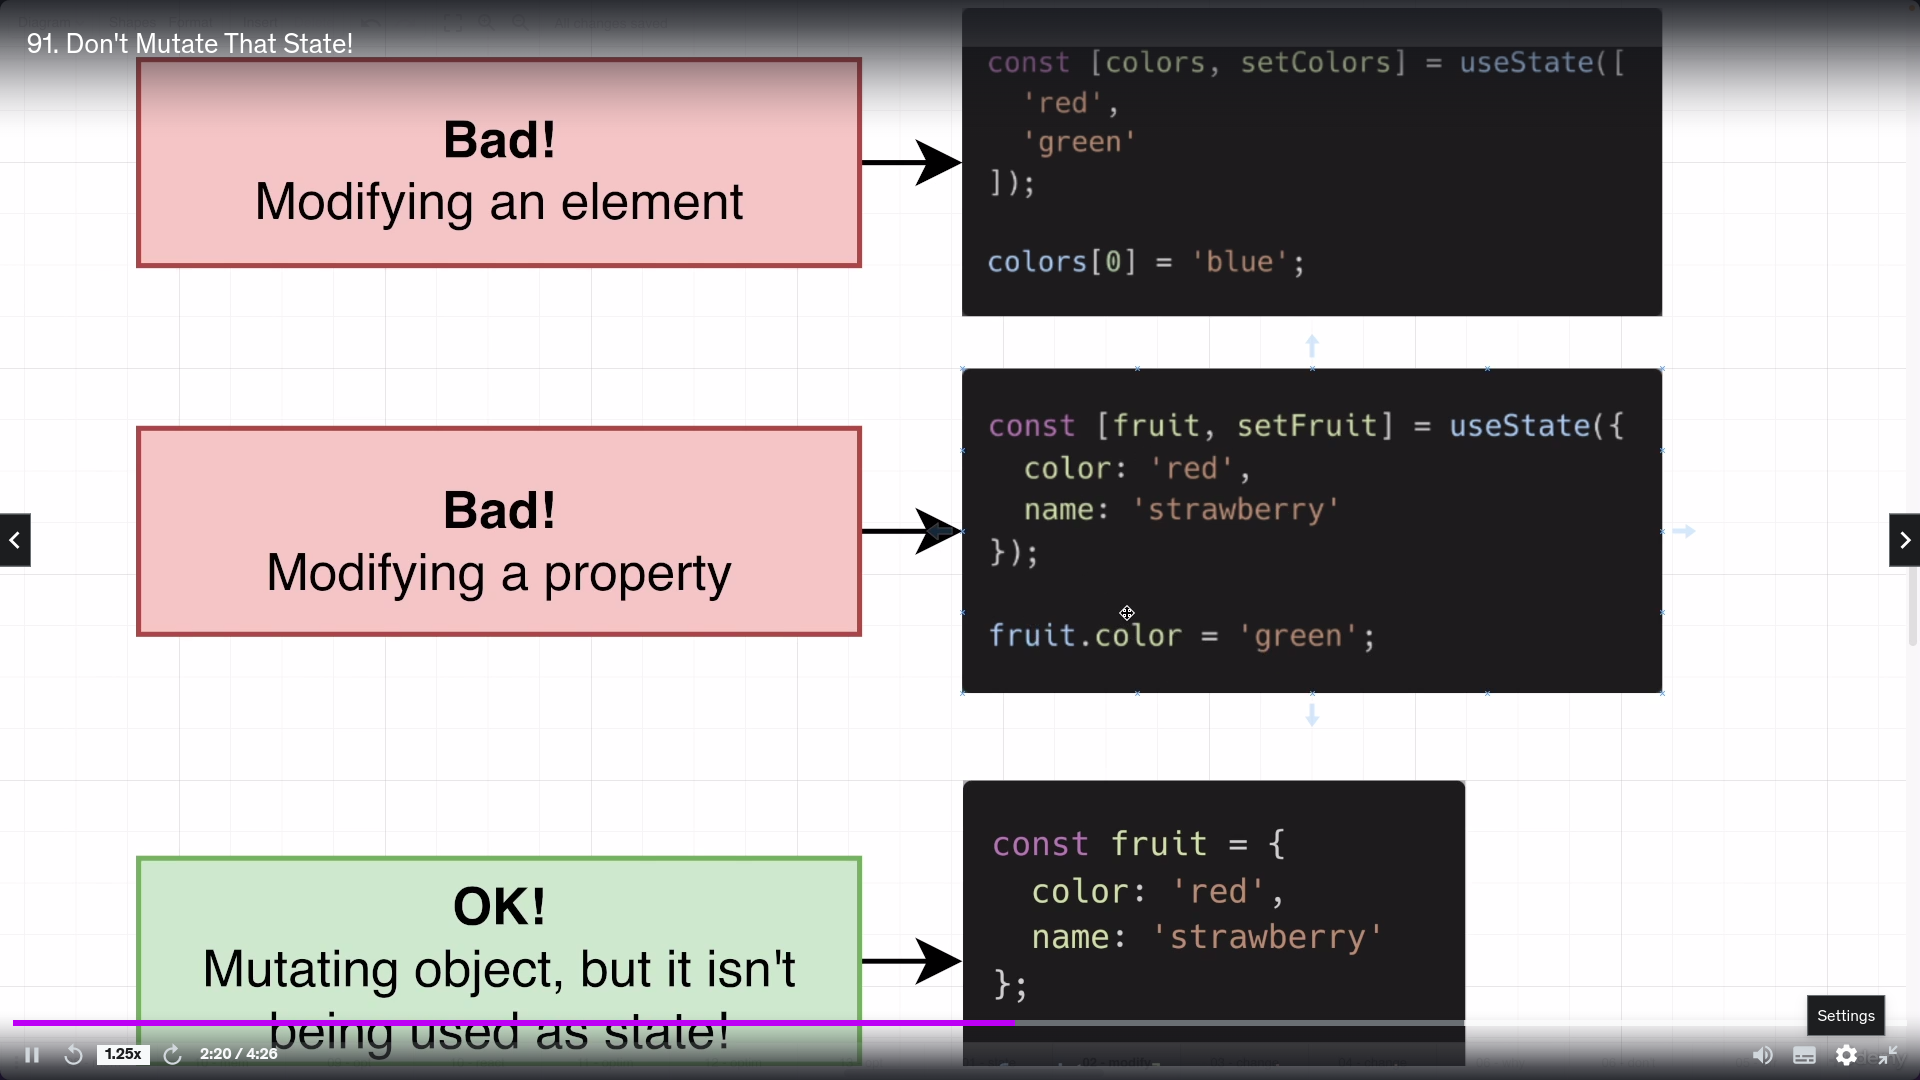 91. Don't Mutate That State!
Bad!
Modifying an element
const [colors, setColors] = useState([
'red',
'green'
]);
colors[0] = 'blue';
Bad!
Modifying a property
const [fruit, setFruit] = useState({
color: 'red',
name: 'strawberry'
});
fruit.color = 'green';
OK!
Mutating object, but it isn't
being used as state!
const fruit = {
color: 'red',
name: 'strawberry'
};
Settings
1.25x
2:20 / 4:26